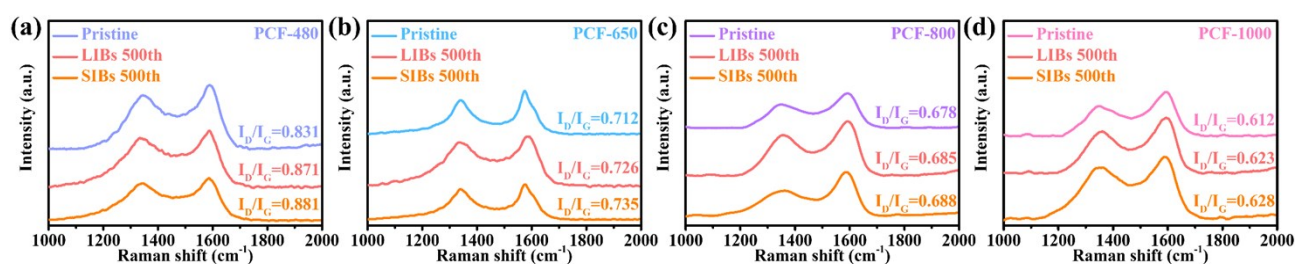 (a)
Pristine PCF-480
LIBs 500th
SIBs 500th
I_D/I_G=0.831
I_D/I_G=0.871
I_D/I_G=0.881
Intensity (a.u.)
1000 1200 1400 1600 1800 2000
Raman shift (cm⁻¹)
(b)
Pristine PCF-650
LIBs 500th
SIBs 500th
I_D/I_G=0.712
I_D/I_G=0.726
I_D/I_G=0.735
Intensity (a.u.)
1000 1200 1400 1600 1800 2000
Raman shift (cm⁻¹)
(c)
Pristine PCF-800
LIBs 500th
SIBs 500th
I_D/I_G=0.678
I_D/I_G=0.685
I_D/I_G=0.688
Intensity (a.u.)
1000 1200 1400 1600 1800 2000
Raman shift (cm⁻¹)
(d)
Pristine PCF-1000
LIBs 500th
SIBs 500th
I_D/I_G=0.612
I_D/I_G=0.623
I_D/I_G=0.628
Intensity (a.u.)
1000 1200 1400 1600 1800 2000
Raman shift (cm⁻¹)